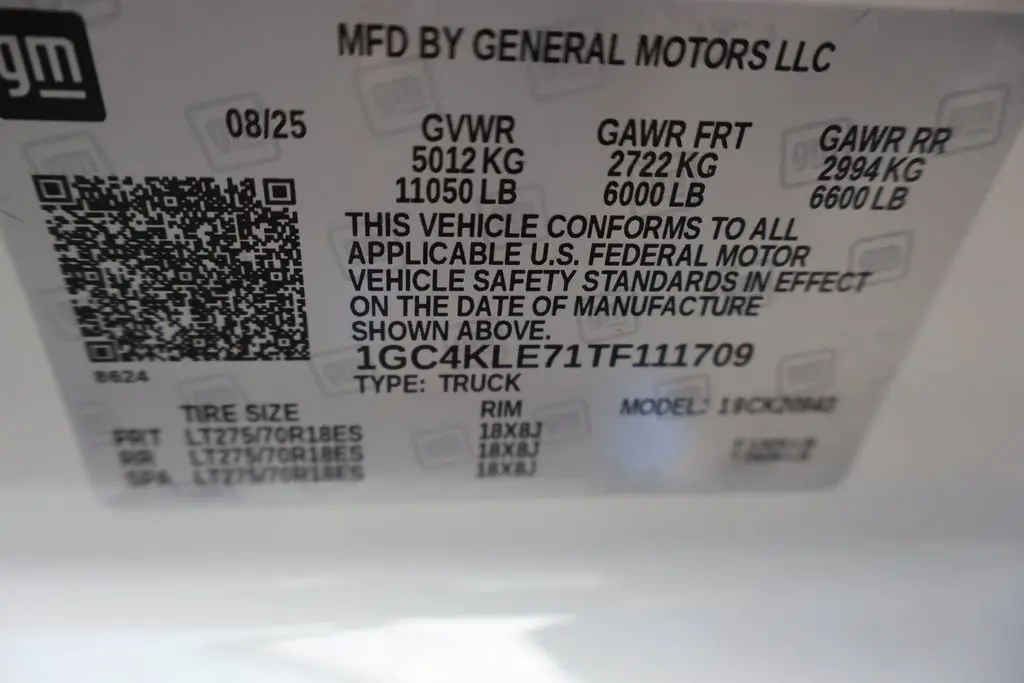 gm
MFD BY GENERAL MOTORS LLC
08/25
GVWR
5012 KG
11050 LB
GAWR FRT
2722 KG
6000 LB
GAWR RR
2994 KG
6600 LB
THIS VEHICLE CONFORMS TO ALL
APPLICABLE U.S. FEDERAL MOTOR
VEHICLE SAFETY STANDARDS IN EFFECT
ON THE DATE OF MANUFACTURE
SHOWN ABOVE.
1GC4KLE71TF111709
TYPE: TRUCK
8624
TIRE SIZE RIM
FRT LT275/70R18ES 18X8J
RR LT275/70R18ES 18X8J
SPA LT275/70R18ES 18X8J
MODEL: